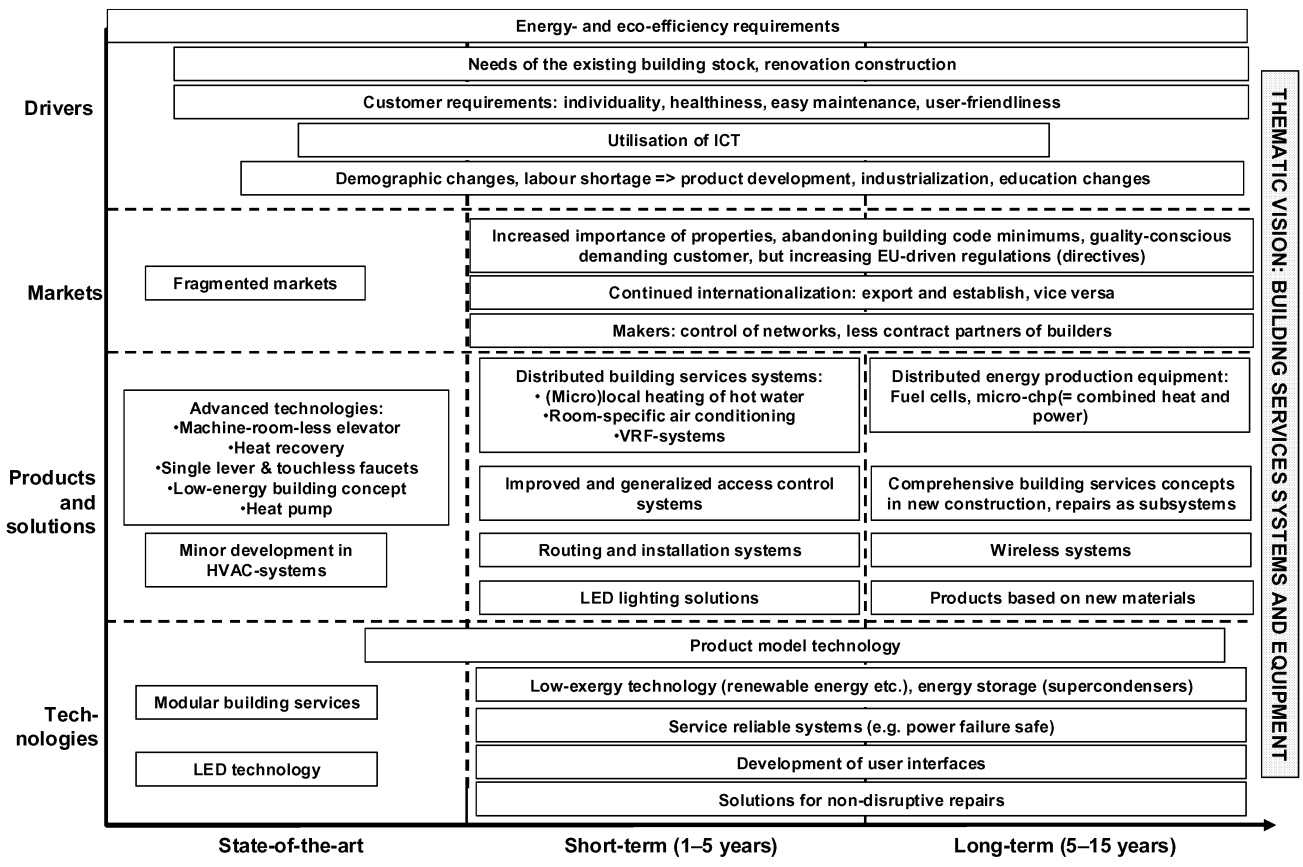 Energy- and eco-efficiency requirements
Needs of the existing building stock, renovation construction
Drivers
Customer requirements: individuality, healthiness, easy maintenance, user-friendliness
Utilisation of ICT
Demographic changes, labour shortage => product development, industrialization, education changes
Markets
Fragmented markets
Increased importance of properties, abandoning building code minimums, guality-conscious
demanding customer, but increasing EU-driven regulations (directives)
Continued internationalization: export and establish, vice versa
Makers: control of networks, less contract partners of builders
Products and
solutions
Advanced technologies:
•Machine-room-less elevator
•Heat recovery
•Single lever & touchless faucets
•Low-energy building concept
•Heat pump
Minor development in
HVAC-systems
Distributed building services systems:
• (Micro)local heating of hot water
•Room-specific air conditioning
•VRF-systems
Improved and generalized access control
systems
Routing and installation systems
LED lighting solutions
Distributed energy production equipment:
Fuel cells, micro-chp(= combined heat and
power)
Comprehensive building services concepts
in new construction, repairs as subsystems
Wireless systems
Products based on new materials
Tech-
nologies
Product model technology
Modular building services
LED technology
Low-exergy technology (renewable energy etc.), energy storage (supercondensers)
Service reliable systems (e.g. power failure safe)
Development of user interfaces
Solutions for non-disruptive repairs
State-of-the-art
Short-term (1–5 years)
Long-term (5–15 years)
THEMATIC VISION: BUILDING SERVICES SYSTEMS AND EQUIPMENT